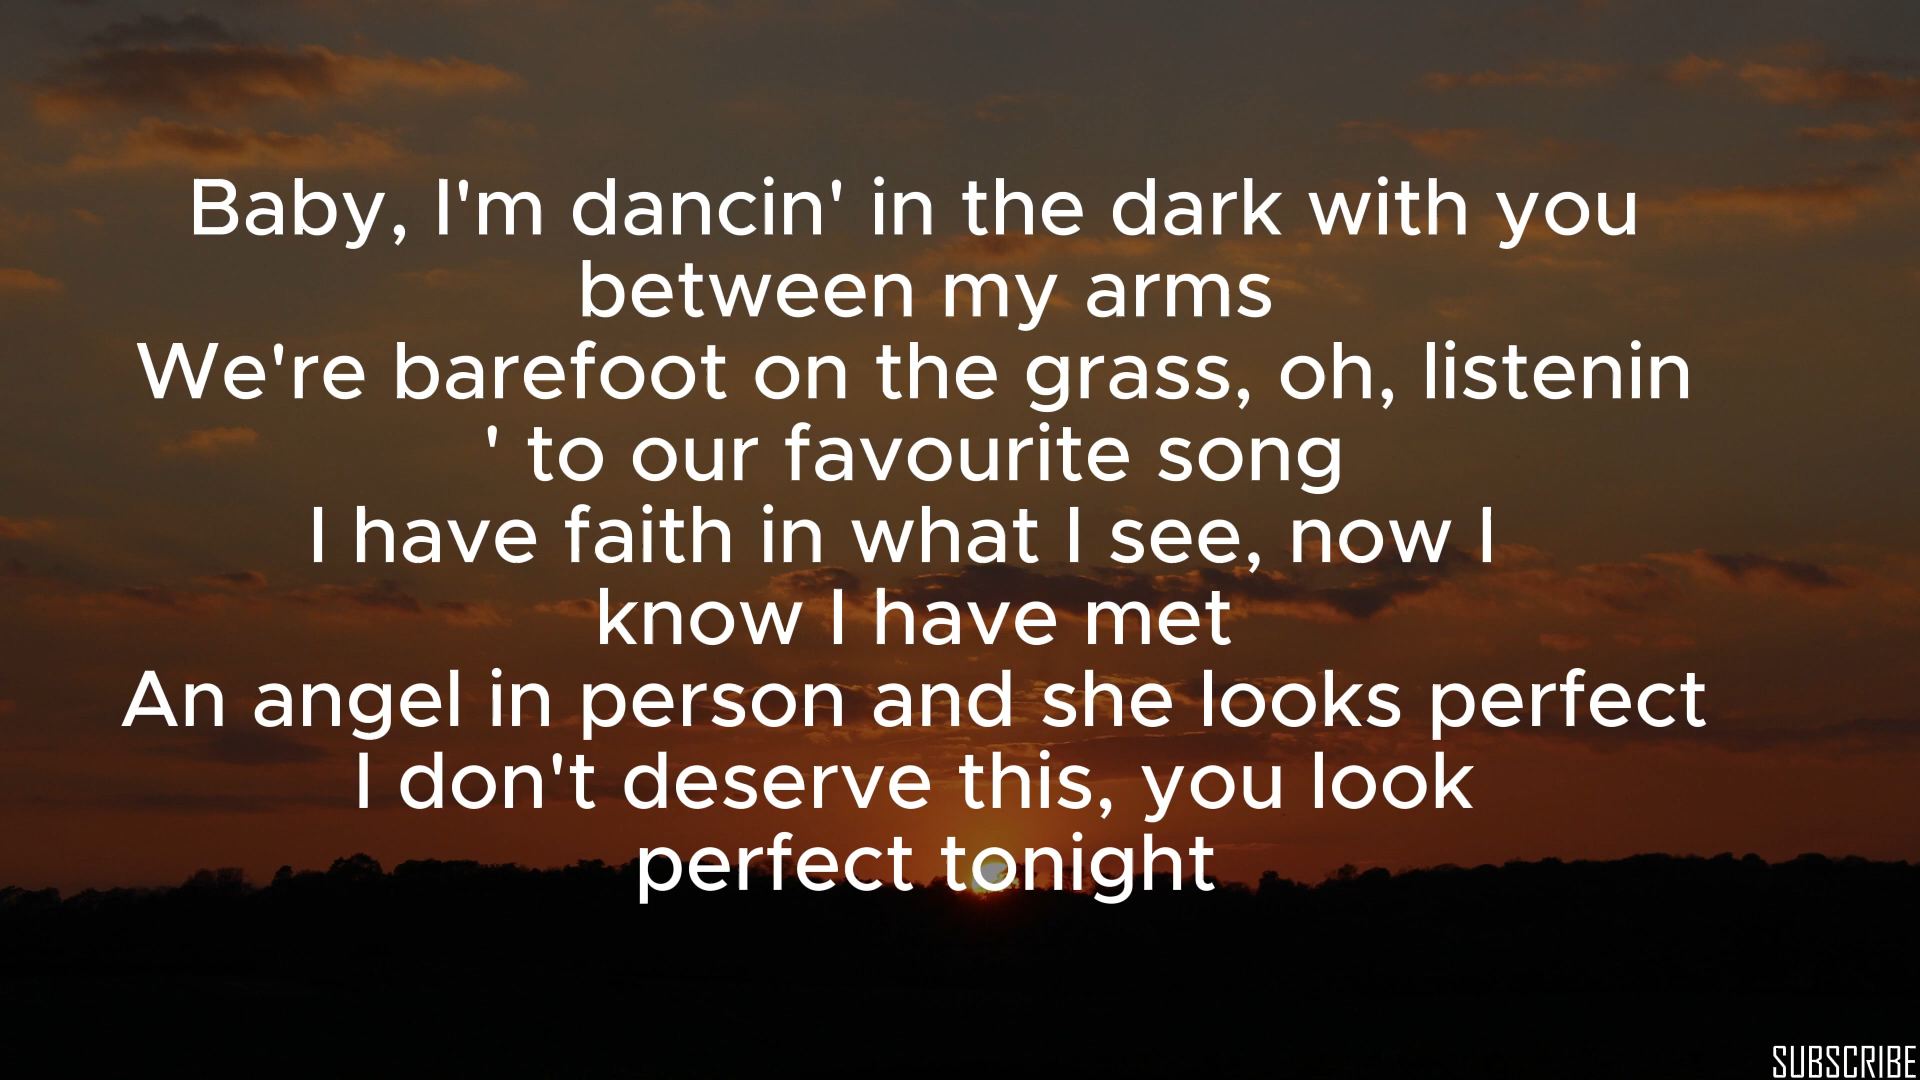 Baby, I'm dancin' in the dark with you
between my arms
We're barefoot on the grass, oh, listenin
' to our favourite song
I have faith in what I see, now I
know I have met
An angel in person and she looks perfect
I don't deserve this, you look
perfect tonight
SUBSCRIBE